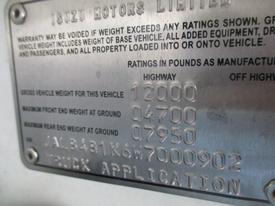 ISUZU MOTORS LIMITED
WARRANTY MAY BE VOIDED IF WEIGHT EXCEEDS ANY RATINGS SHOWN. GR
VEHICLE WEIGHT INCLUDES WEIGHT OF BASE VEHICLE, ALL ADDED EQUIPMENT, DR
AND PASSENGERS, AND ALL PROPERTY LOADED INTO OR ONTO VEHICLE.
RATINGS IN POUNDS AS MANUFACTU
HIGHWAY OFF HIGH
GROSS VEHICLE WEIGHT FOR THIS VEHICLE 12000
MAXIMUM FRONT END WEIGHT AT GROUND 04700
MAXIMUM REAR END WEIGHT AT GROUND 07950
TRUCK APPLICATION